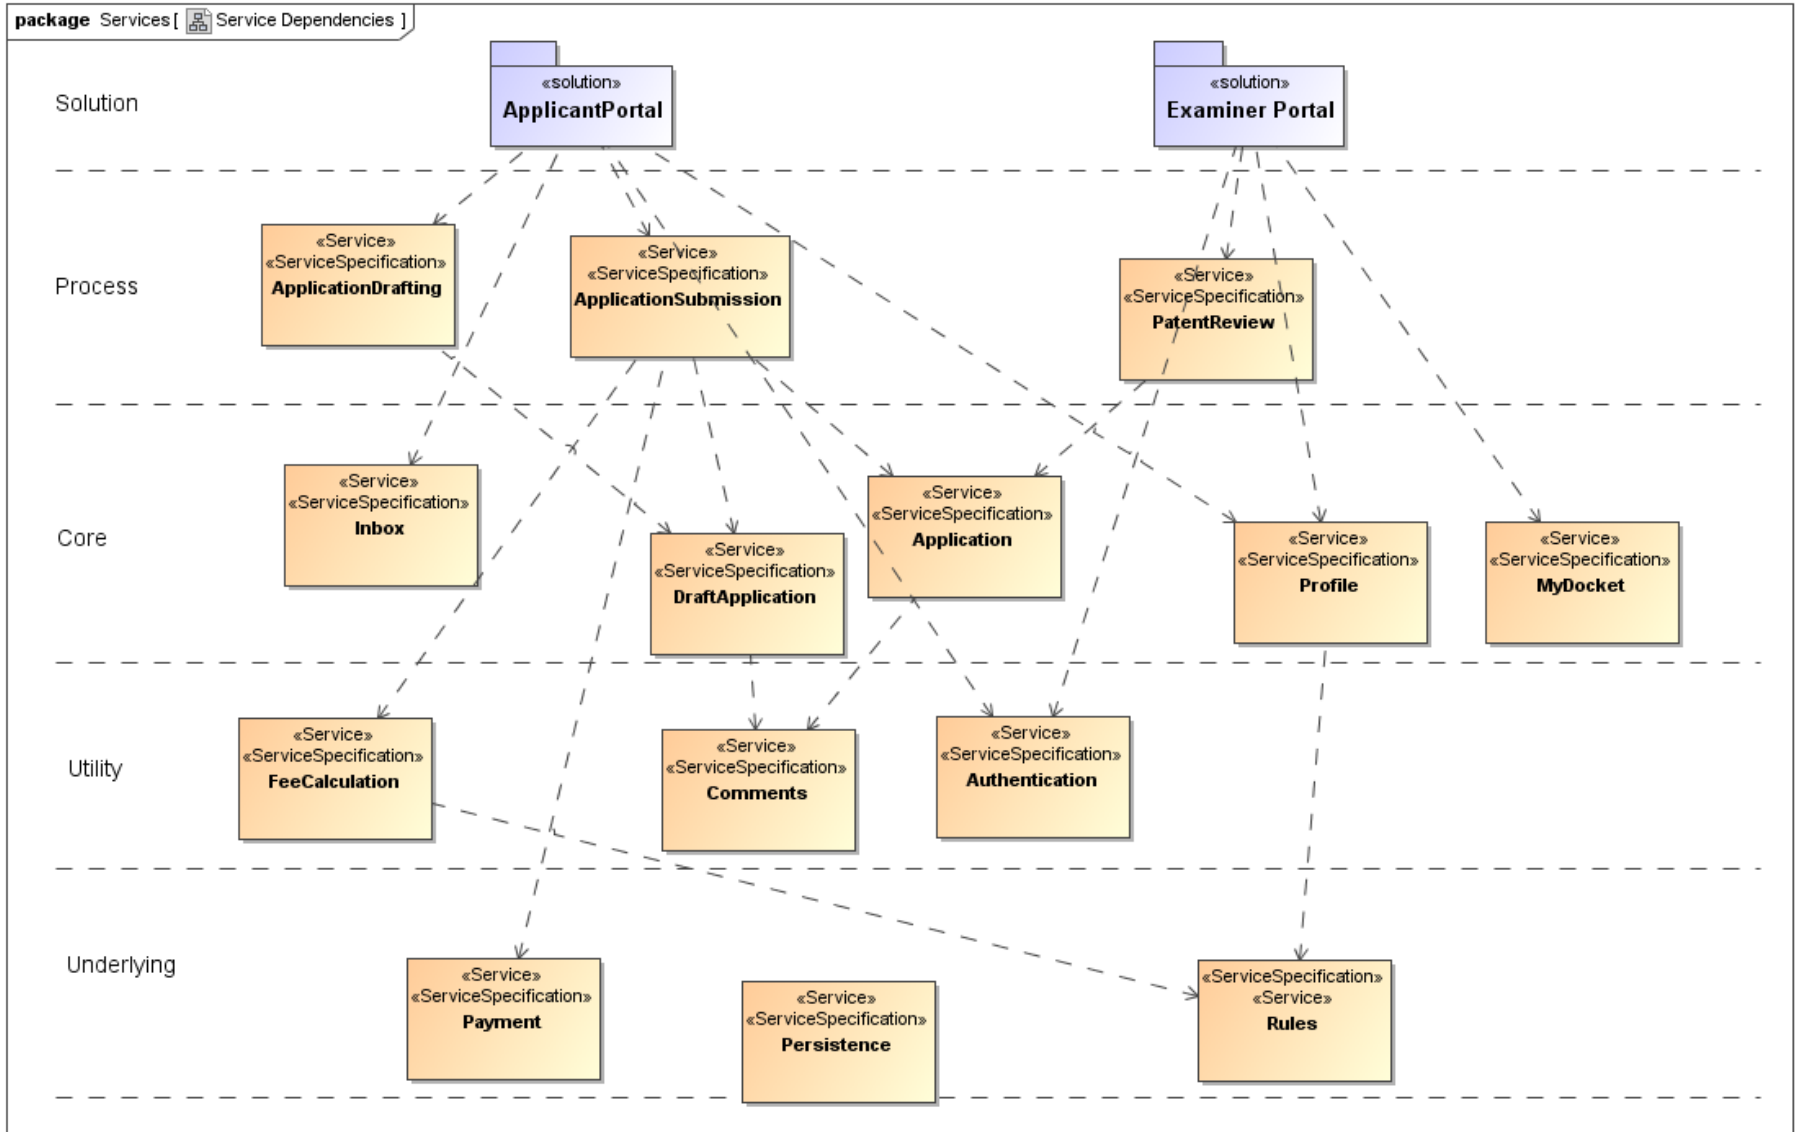 package Services [ Service Dependencies ]
Solution
«solution»
ApplicantPortal
«solution»
Examiner Portal
Process
«Service»
«ServiceSpecification»
ApplicationDrafting
«Service»
«ServiceSpecification»
ApplicationSubmission
«Service»
«ServiceSpecification»
PatentReview
Core
«Service»
«ServiceSpecification»
Inbox
«Service»
«ServiceSpecification»
DraftApplication
«Service»
«ServiceSpecification»
Application
«Service»
«ServiceSpecification»
Profile
«Service»
«ServiceSpecification»
MyDocket
Utility
«Service»
«ServiceSpecification»
FeeCalculation
«Service»
«ServiceSpecification»
Comments
«Service»
«ServiceSpecification»
Authentication
Underlying
«Service»
«ServiceSpecification»
Payment
«Service»
«ServiceSpecification»
Persistence
«ServiceSpecification»
«Service»
Rules